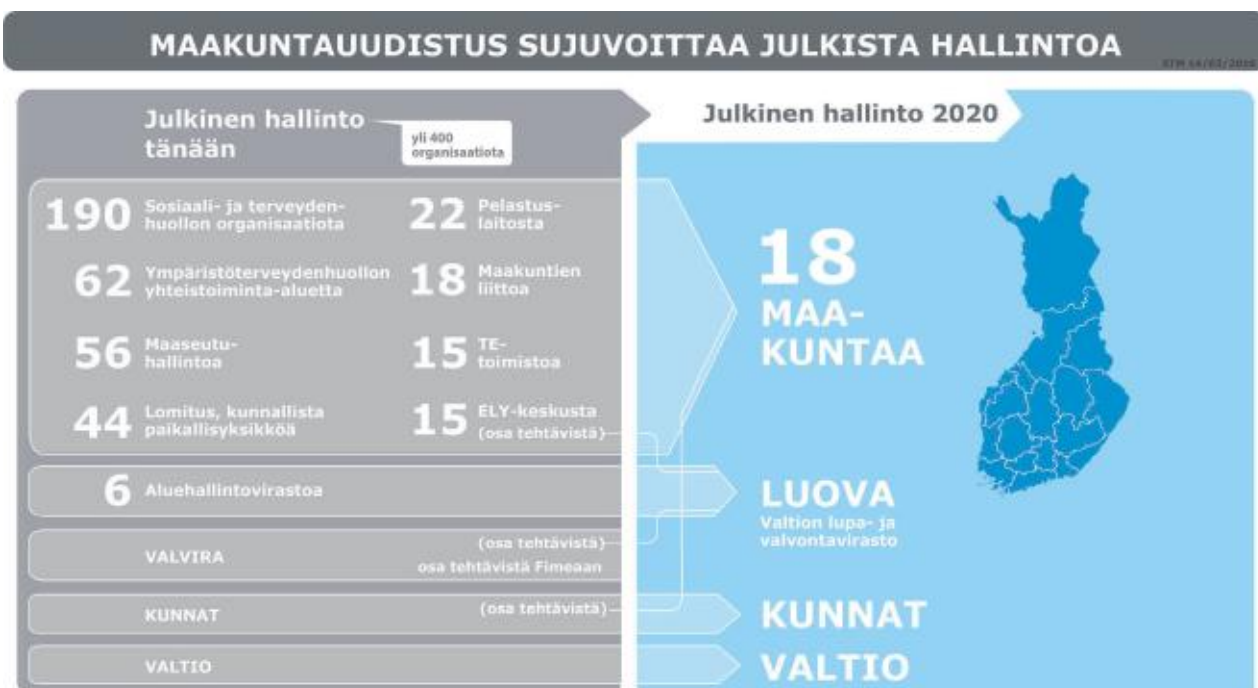 MAAKUNTAUUDISTUS SUJUVOITTAA JULKISTA HALLINTOA
Julkinen hallinto
tänään
yli 400
organisaatiota
190
Sosiaali- ja terveyden-
huollon organisaatiota
22
Pelastus-
laitosta
62
Ympäristöterveydenhuollon
yhteistoiminta-aluetta
18
Maakuntien
liittoa
56
Maaseutu-
hallintoa
15
TE-
toimistoa
44
Lomitus, kunnallista
paikallisyksikköä
15
ELY-keskusta
(osa tehtävistä)
6
Aluehallintovirastoa
VALVIRA
(osa tehtävistä)
osa tehtävistä Fimeaan
KUNNAT
(osa tehtävistä)
VALTIO
Julkinen hallinto 2020
18
MAA-
KUNTAA
LUOVA
Valtion lupa- ja
valvontavirasto
KUNNAT
VALTIO